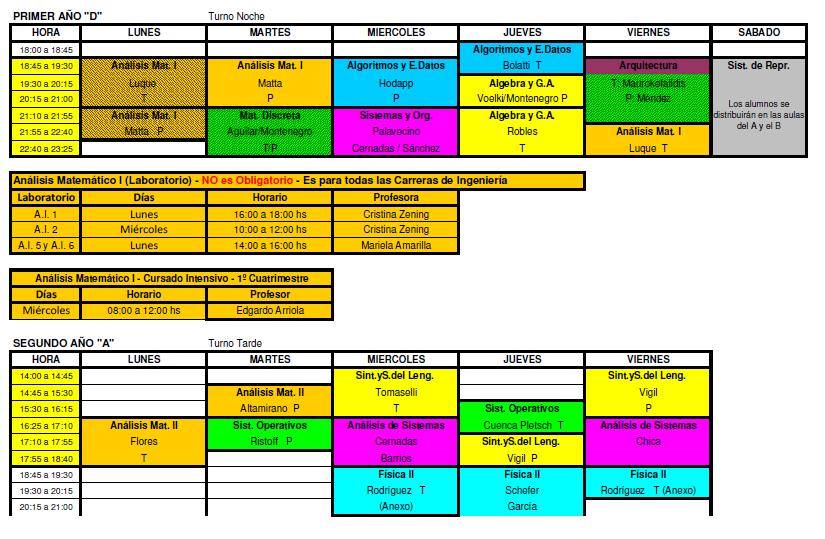 PRIMER AÑO "D" Turno Noche
HORA LUNES MARTES MIERCOLES JUEVES VIERNES SABADO
18:00 a 18:45 Algoritmos y E.Datos
18:45 a 19:30 Análisis Mat. I Análisis Mat. I Algoritmos y E.Datos Bolatti T Arquitectura Sist. de Repr.
19:30 a 20:15 Luque Matta Hodapp Algebra y G.A. T: Maurokefalidis
20:15 a 21:00 T P P Voelki/Montenegro P P: Méndez Los alumnos se
21:10 a 21:55 Análisis Mat. I Mat. Discreta Sistemas y Org. Algebra y G.A. distribuirán en las aulas
21:55 a 22:40 Matta P Aguilar/Montenegro Palavecino Robles Análisis Mat. I del A y el B
22:40 a 23:25 T/P Cernadas / Sánchez T Luque T
Análisis Matemático I (Laboratorio) - NO es Obligatorio - Es para todas las Carreras de Ingeniería
Laboratorio Días Horario Profesora
A.I. 1 Lunes 16:00 a 18:00 hs Cristina Zening
A.I. 2 Miércoles 10:00 a 12:00 hs Cristina Zening
A.I. 5 y A.I. 6 Lunes 14:00 a 16:00 hs Mariela Amarilla
Análisis Matemático I - Cursado Intensivo - 1º Cuatrimestre
Días Horario Profesor
Miércoles 08:00 a 12:00 hs Edgardo Arriola
SEGUNDO AÑO "A" Turno Tarde
HORA LUNES MARTES MIERCOLES JUEVES VIERNES
14:00 a 14:45 Sint.yS.del Leng. Sint.yS.del Leng.
14:45 a 15:30 Análisis Mat. II Tomaselli Vigil
15:30 a 16:15 Altamirano P T Sist. Operativos P
16:25 a 17:10 Análisis Mat. II Sist. Operativos Análisis de Sistemas Cuenca Pletsch T Análisis de Sistemas
17:10 a 17:55 Flores Ristoff P Cernadas Sint.yS.del Leng. Chica
17:55 a 18:40 T Barrios Vigil P
18:45 a 19:30 Física II Física II Física II
19:30 a 20:15 Rodríguez T Schefer Rodríguez T (Anexo)
20:15 a 21:00 (Anexo) García